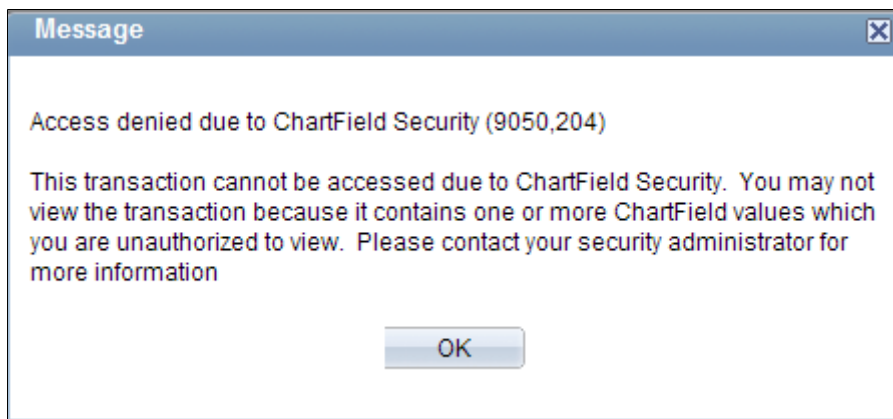 Message
Access denied due to ChartField Security (9050,204)
This transaction cannot be accessed due to ChartField Security.  You may not
view the transaction because it contains one or more ChartField values which
you are unauthorized to view.  Please contact your security administrator for
more information
OK